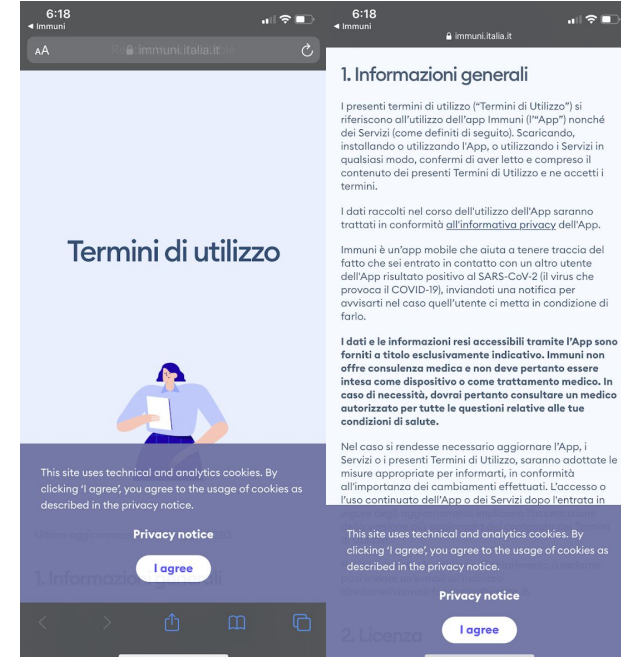 6:18
◄ Immuni
AA
immuni.italia.it
Termini di utilizzo
This site uses technical and analytics cookies. By
clicking ‘I agree’, you agree to the usage of cookies as
described in the privacy notice.
Privacy notice
I agree
1. Informazioni generali
6:18
◄ Immuni
immuni.italia.it
1. Informazioni generali
I presenti termini di utilizzo (“Termini di Utilizzo”) si
riferiscono all’utilizzo dell’app Immuni (l’“App”) nonché
dei Servizi (come definiti di seguito). Scaricando,
installando o utilizzando l'App, o utilizzando i Servizi in
qualsiasi modo, confermi di aver letto e compreso il
contenuto dei presenti Termini di Utilizzo e ne accetti i
termini.
I dati raccolti nel corso dell'utilizzo dell'App saranno
trattati in conformità all'informativa privacy dell'App.
Immuni è un’app mobile che aiuta a tenere traccia del
fatto che sei entrato in contatto con un altro utente
dell'App risultato positivo al SARS-CoV-2 (il virus che
provoca il COVID-19), inviandoti una notifica per
avvisarti nel caso quell’utente ci metta in condizione di
farlo.
I dati e le informazioni resi accessibili tramite l’App sono
forniti a titolo esclusivamente indicativo. Immuni non
offre consulenza medica e non deve pertanto essere
intesa come dispositivo o come trattamento medico. In
caso di necessità, dovrai pertanto consultare un medico
autorizzato per tutte le questioni relative alle tue
condizioni di salute.
Nel caso si rendesse necessario aggiornare l’App, i
Servizi o i presenti Termini di Utilizzo, saranno adottate le
misure appropriate per informarti, in conformità
all’importanza dei cambiamenti effettuati. L’accesso o
l’uso continuato dell’App o dei Servizi dopo l’entrata in
This site uses technical and analytics cookies. By
clicking ‘I agree’, you agree to the usage of cookies as
described in the privacy notice.
Privacy notice
I agree
2. Licenza